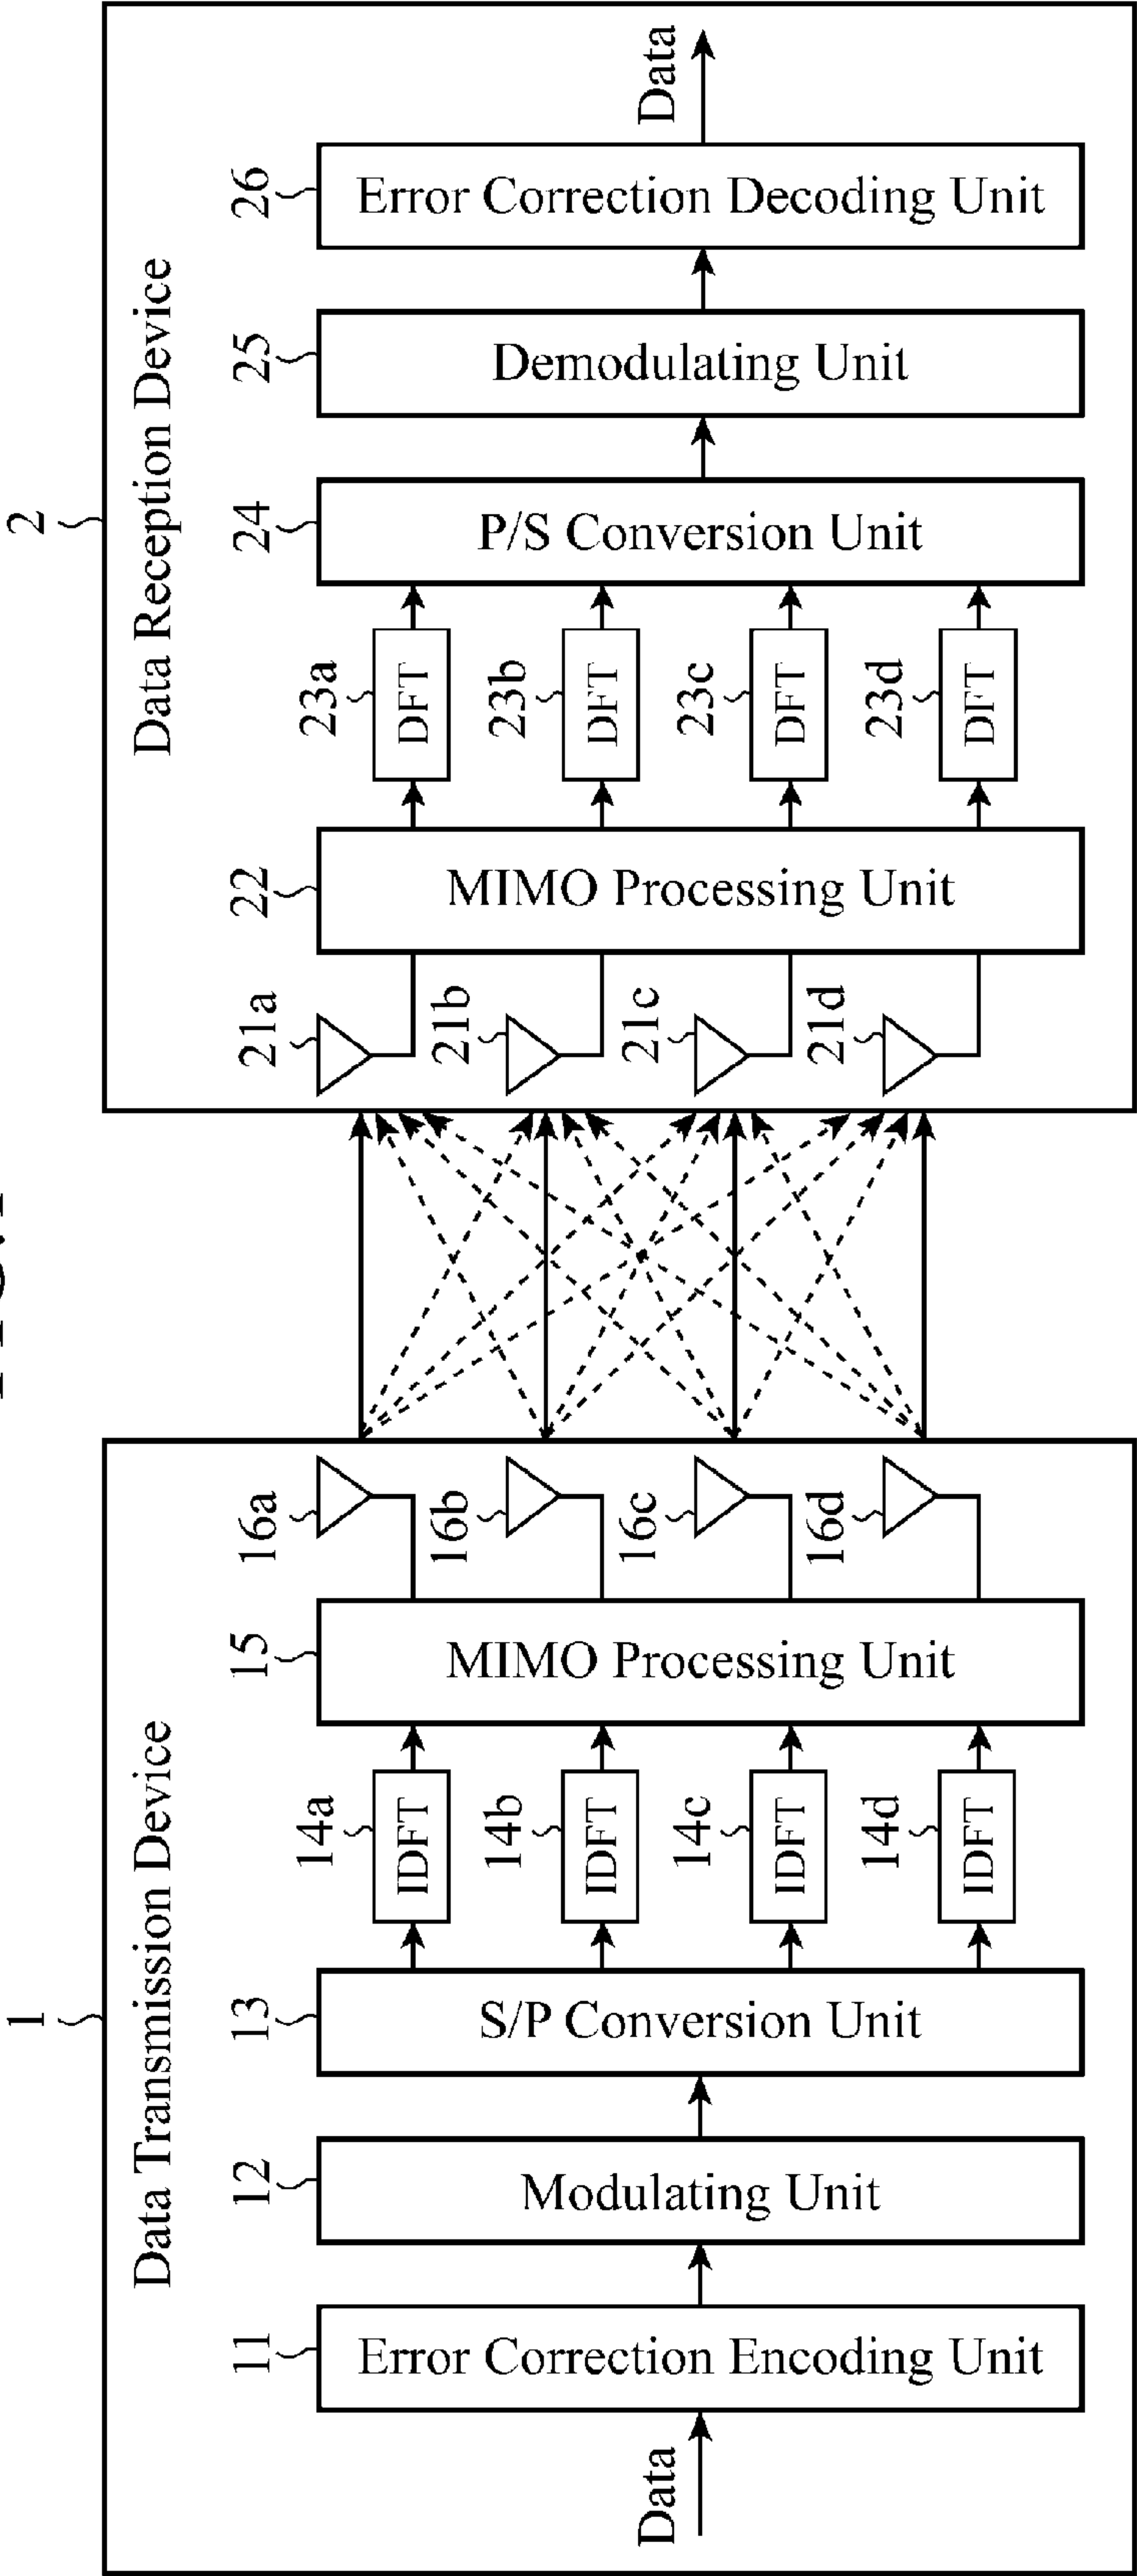 1
Data Transmission Device
Data
11
Error Correction Encoding Unit
12
Modulating Unit
13
S/P Conversion Unit
14a
IDFT
14b
IDFT
14c
IDFT
14d
IDFT
15
MIMO Processing Unit
16a
16b
16c
16d
2
Data Reception Device
21a
21b
21c
21d
22
MIMO Processing Unit
23a
DFT
23b
DFT
23c
DFT
23d
DFT
24
P/S Conversion Unit
25
Demodulating Unit
26
Error Correction Decoding Unit
Data